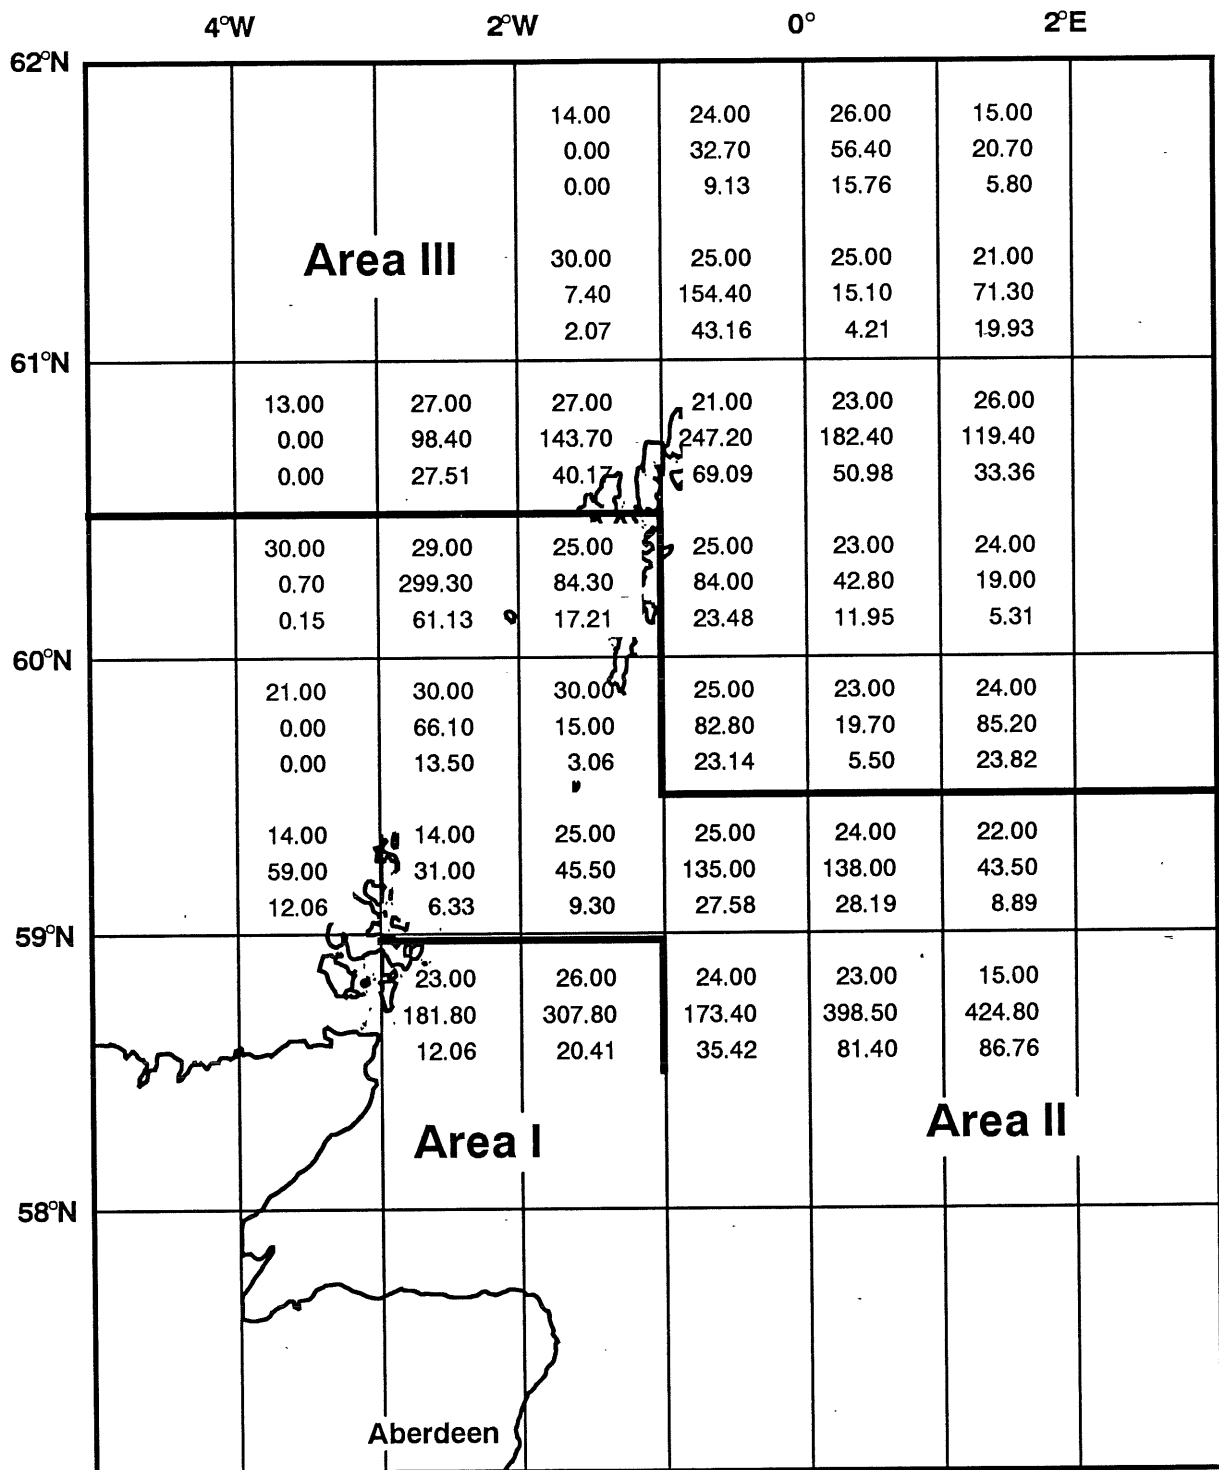 4°W 2°W 0° 2°E
62°N
14.00 24.00 26.00 15.00
0.00 32.70 56.40 20.70
0.00 9.13 15.76 5.80
Area III
30.00 25.00 25.00 21.00
7.40 154.40 15.10 71.30
2.07 43.16 4.21 19.93
61°N
13.00 27.00 27.00 21.00 23.00 26.00
0.00 98.40 143.70 247.20 182.40 119.40
0.00 27.51 40.17 69.09 50.98 33.36
30.00 29.00 25.00 25.00 23.00 24.00
0.70 299.30 84.30 84.00 42.80 19.00
0.15 61.13 17.21 23.48 11.95 5.31
60°N
21.00 30.00 30.00 25.00 23.00 24.00
0.00 66.10 15.00 82.80 19.70 85.20
0.00 13.50 3.06 23.14 5.50 23.82
14.00 14.00 25.00 25.00 24.00 22.00
59.00 31.00 45.50 135.00 138.00 43.50
12.06 6.33 9.30 27.58 28.19 8.89
59°N
23.00 26.00 24.00 23.00 15.00
181.80 307.80 173.40 398.50 424.80
12.06 20.41 35.42 81.40 86.76
Area I
Area II
58°N
Aberdeen